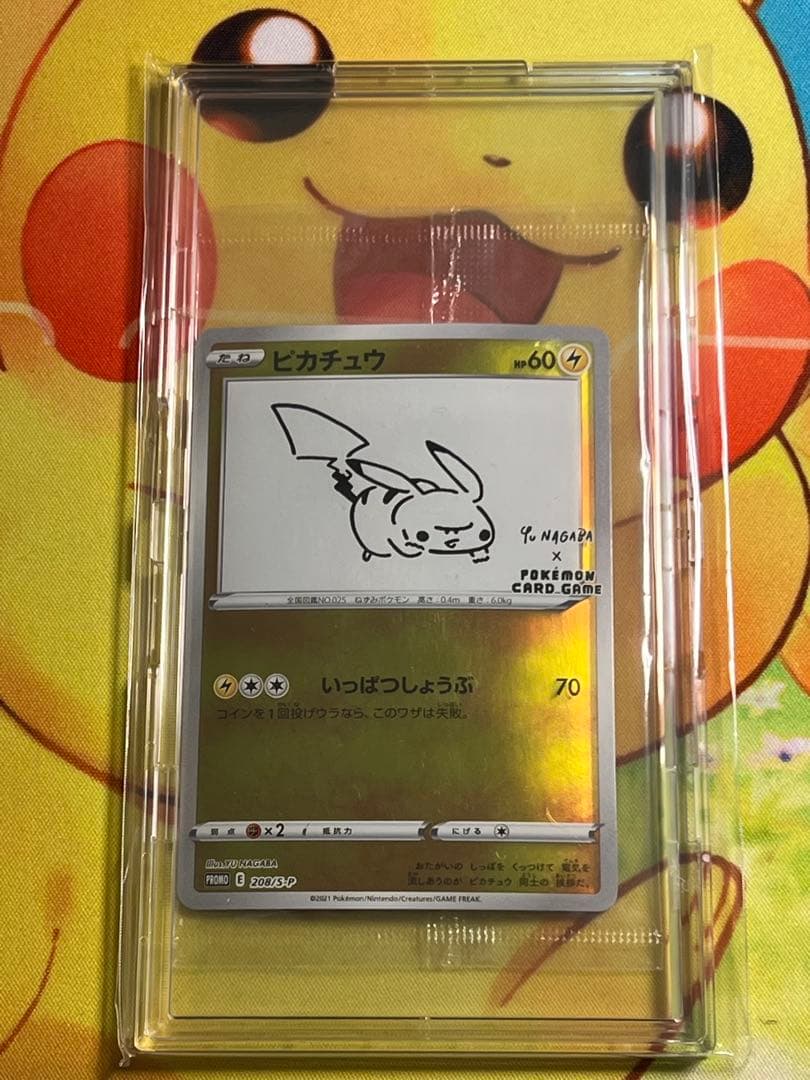 たね ピカチュウ HP60
Yu NAGABA
×
POKÉMON
CARD GAME
全国図鑑NO.025 ねずみポケモン 高さ:0.4m 重さ:6.0kg
いっぱつしょうぶ 70
コインを1回投げウラなら、このワザは失敗。
弱点 ×2 抵抗力 にげる
Illus.YU NAGABA
おたがいの しっぽを くっつけて 電気を
流しあうのが ピカチュウ 同士の 挨拶だ。
PROMO E 208/S-P
©2021 Pokémon/Nintendo/Creatures/GAME FREAK.